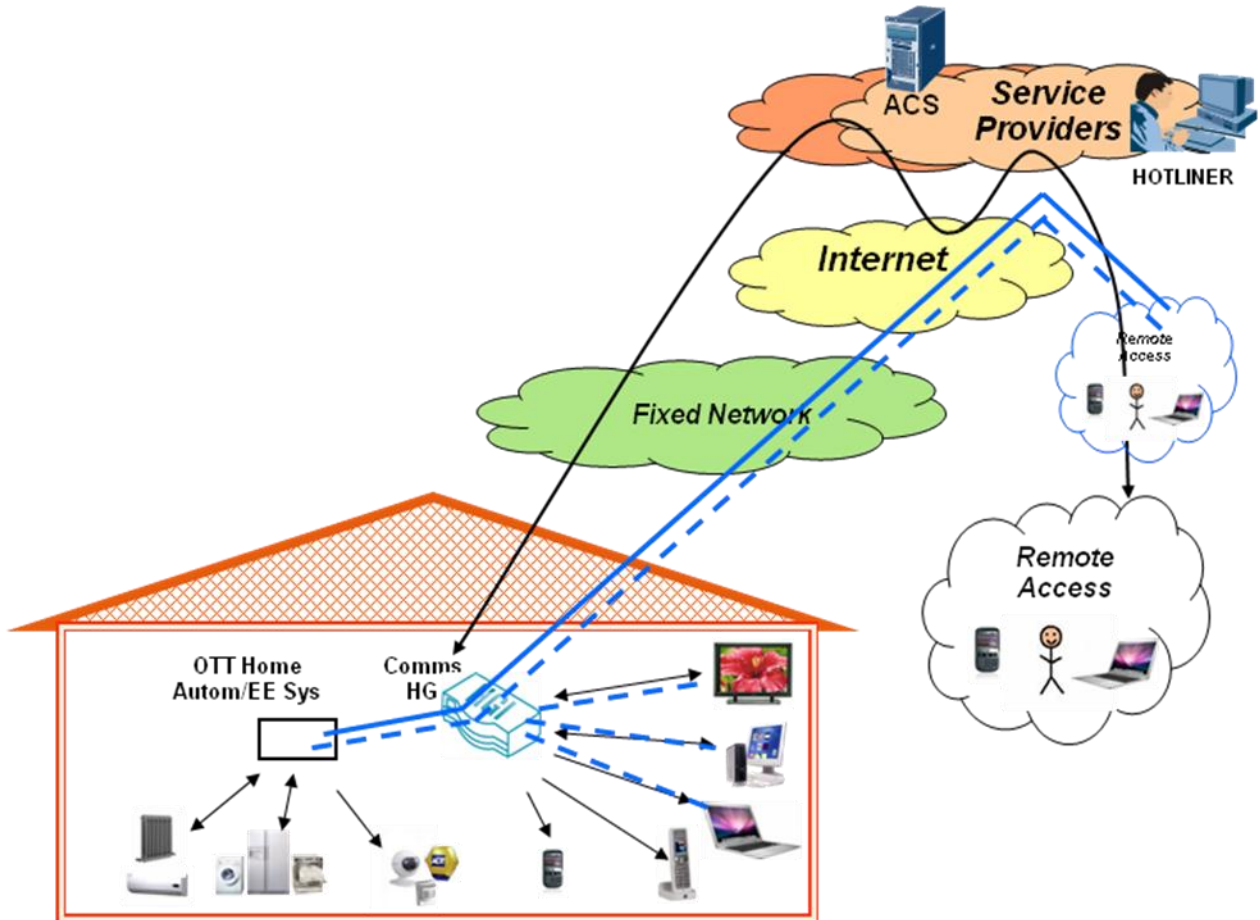 ACS
Service
Providers
HOTLINER
Internet
Remote
Access
Fixed Network
Remote
Access
OTT Home
Autom/EE Sys
Comms
HG